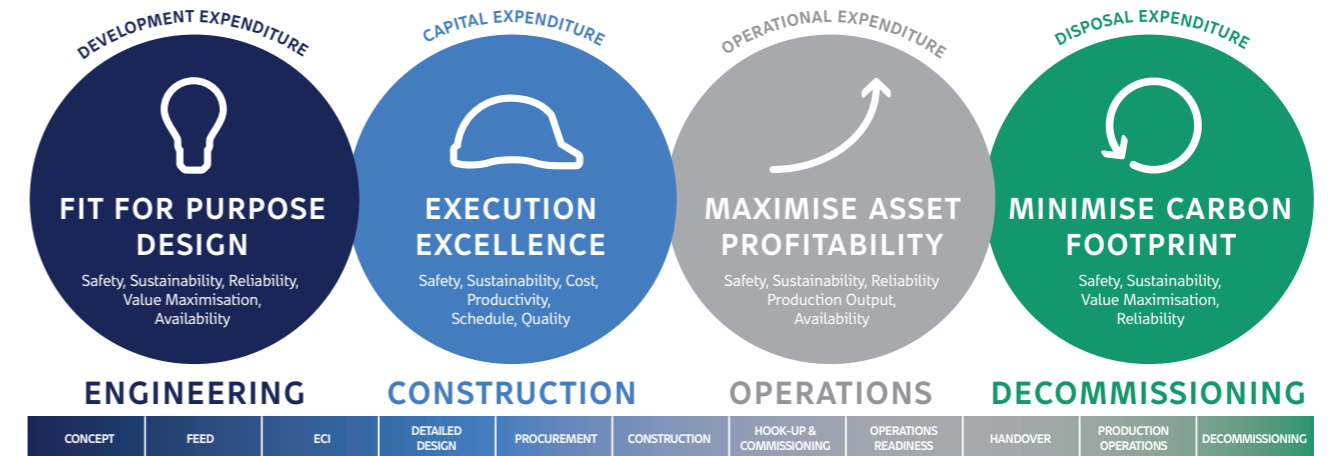 DEVELOPMENT EXPENDITURE
CAPITAL EXPENDITURE
OPERATIONAL EXPENDITURE
DISPOSAL EXPENDITURE
FIT FOR PURPOSE
DESIGN
Safety, Sustainability, Reliability,
Value Maximisation,
Availability
EXECUTION
EXCELLENCE
Safety, Sustainability, Cost,
Productivity,
Schedule, Quality
MAXIMISE ASSET
PROFITABILITY
Safety, Sustainability, Reliability
Production Output,
Availability
MINIMISE CARBON
FOOTPRINT
Safety, Sustainability,
Value Maximisation,
Reliability
ENGINEERING
CONSTRUCTION
OPERATIONS
DECOMMISSIONING
CONCEPT
FEED
ECI
DETAILED
DESIGN
PROCUREMENT
CONSTRUCTION
HOOK-UP &
COMMISSIONING
OPERATIONS
READINESS
HANDOVER
PRODUCTION
OPERATIONS
DECOMMISSIONING